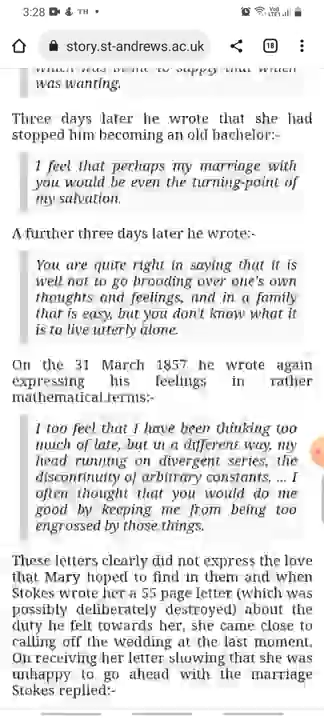 3:28
18
story.st-andrews.ac.uk
which was in me to supply that which
was wanting.
Three days later he wrote that she had
stopped him becoming an old bachelor:-
I feel that perhaps my marriage with
you would be even the turning-point of
my salvation.
A further three days later he wrote:-
You are quite right in saying that it is
well not to go brooding over one's own
thoughts and feelings, and in a family
that is easy, but you don't know what it
is to live utterly alone.
On the 31 March 1857 he wrote again
expressing his feelings in rather
mathematical terms:-
I too feel that I have been thinking too
much of late, but in a different way, my
head running on divergent series, the
discontinuity of arbitrary constants, ... I
often thought that you would do me
good by keeping me from being too
engrossed by those things.
These letters clearly did not express the love
that Mary hoped to find in them and when
Stokes wrote her a 55 page letter (which was
possibly deliberately destroyed) about the
duty he felt towards her, she came close to
calling off the wedding at the last moment.
On receiving her letter showing that she was
unhappy to go ahead with the marriage
Stokes replied:-